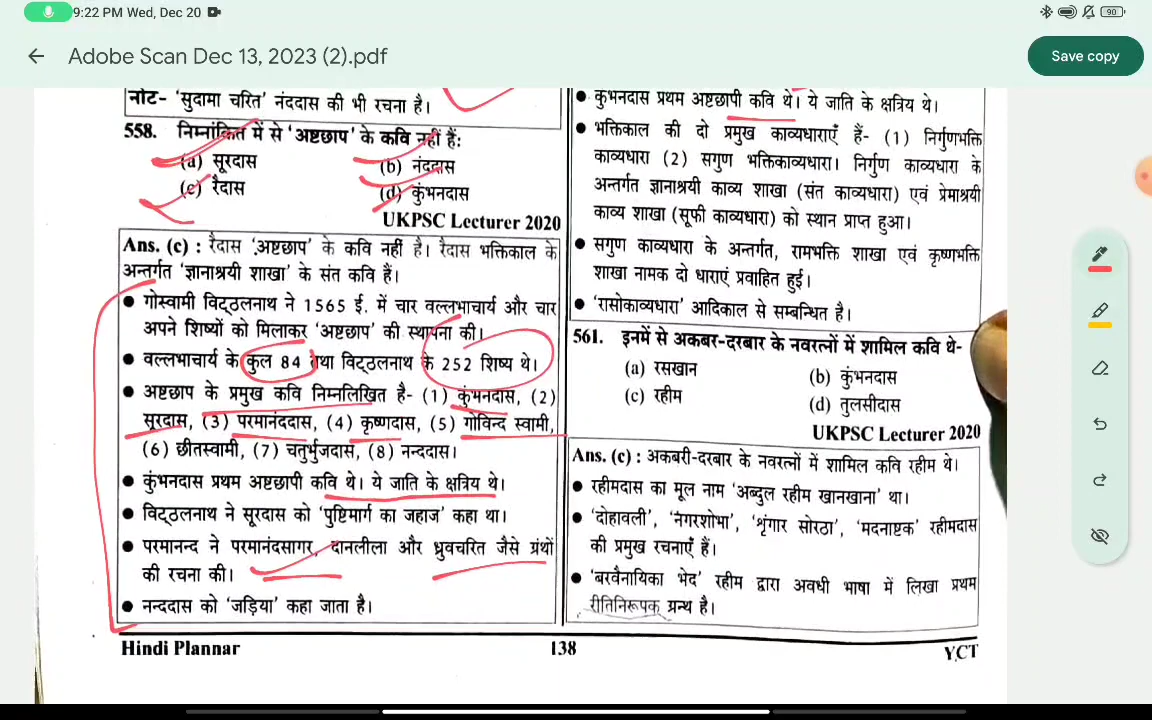 9:22 PM Wed, Dec 20
90
Adobe Scan Dec 13, 2023 (2).pdf
Save copy
नोट- ‘सुदामा चरित’ नंददास की भी रचना है।
558. निम्नांकित में से ‘अष्टछाप’ के कवि नहीं हैं:
(a) सूरदास (b) नंददास
(c) रैदास (d) कुंभनदास
UKPSC Lecturer 2020
Ans. (c) : रैदास ‘अष्टछाप’ के कवि नहीं है। रैदास भक्तिकाल के
अन्तर्गत ‘ज्ञानाश्रयी शाखा’ के संत कवि हैं।
● गोस्वामी विट्ठलनाथ ने 1565 ई. में चार वल्लभाचार्य और चार
अपने शिष्यों को मिलाकर ‘अष्टछाप’ की स्थापना की।
● वल्लभाचार्य के कुल 84 तथा विट्ठलनाथ के 252 शिष्य थे।
● अष्टछाप के प्रमुख कवि निम्नलिखित है- (1) कुंभनदास, (2)
सूरदास, (3) परमानंददास, (4) कृष्णदास, (5) गोविन्द स्वामी,
(6) छीतस्वामी, (7) चतुर्भुजदास, (8) नन्ददास।
● कुंभनदास प्रथम अष्टछापी कवि थे। ये जाति के क्षत्रिय थे।
● विट्ठलनाथ ने सूरदास को ‘पुष्टिमार्ग का जहाज’ कहा था।
● परमानन्द ने परमानंदसागर, दानलीला और ध्रुवचरित जैसे ग्रंथों
की रचना की।
● नन्ददास को ‘जड़िया’ कहा जाता है।
● कुंभनदास प्रथम अष्टछापी कवि थे। ये जाति के क्षत्रिय थे।
● भक्तिकाल की दो प्रमुख काव्यधाराएँ हैं- (1) निर्गुणभक्ति
काव्यधारा (2) सगुण भक्तिकाव्यधारा। निर्गुण काव्यधारा के
अन्तर्गत ज्ञानाश्रयी काव्य शाखा (संत काव्यधारा) एवं प्रेमाश्रयी
काव्य शाखा (सूफी काव्यधारा) को स्थान प्राप्त हुआ।
● सगुण काव्यधारा के अन्तर्गत, रामभक्ति शाखा एवं कृष्णभक्ति
शाखा नामक दो धाराएं प्रवाहित हुई।
● ‘रासोकाव्यधारा’ आदिकाल से सम्बन्धित है।
561. इनमें से अकबर-दरबार के नवरत्नों में शामिल कवि थे-
(a) रसखान (b) कुंभनदास
(c) रहीम (d) तुलसीदास
UKPSC Lecturer 2020
Ans. (c) : अकबरी-दरबार के नवरत्नों में शामिल कवि रहीम थे।
● रहीमदास का मूल नाम ‘अब्दुल रहीम खानखाना’ था।
● ‘दोहावली’, ‘नगरशोभा’, ‘शृंगार सोरठा’, ‘मदनाष्टक’ रहीमदास
की प्रमुख रचनाएँ हैं।
● ‘बरवैनायिका भेद’ रहीम द्वारा अवधी भाषा में लिखा प्रथम
रीतिनिरूपक ग्रन्थ है।
Hindi Plannar 138 YCT